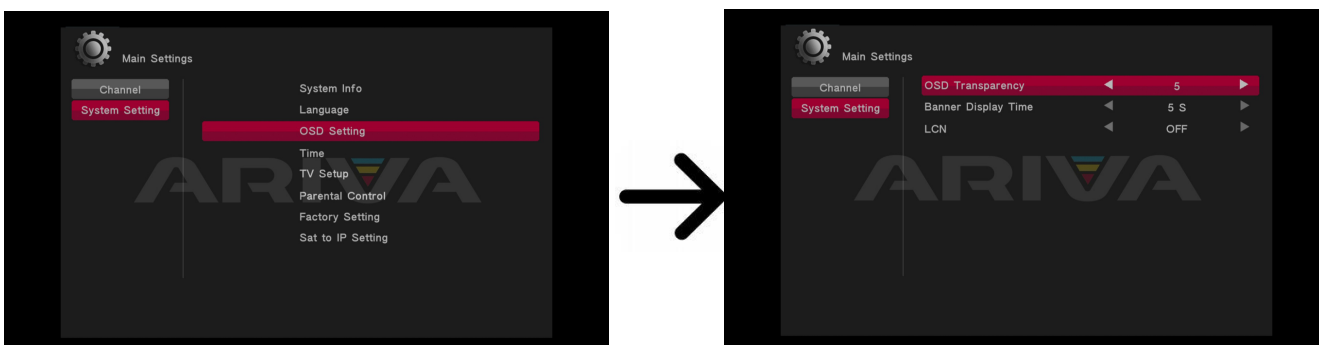 Main Settings
Channel
System Setting
System Info
Language
OSD Setting
Time
TV Setup
Parental Control
Factory Setting
Sat to IP Setting
ARIVA
Main Settings
Channel
System Setting
OSD Transparency 5
Banner Display Time 5 S
LCN OFF
ARIVA